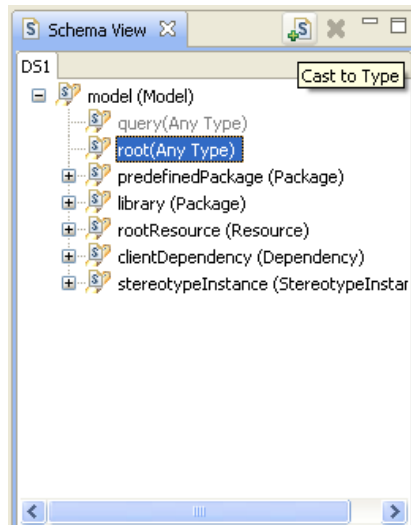 Schema View
DS1
Cast to Type
model (Model)
query(Any Type)
root(Any Type)
predefinedPackage (Package)
library (Package)
rootResource (Resource)
clientDependency (Dependency)
stereotypeInstance (StereotypeInstar